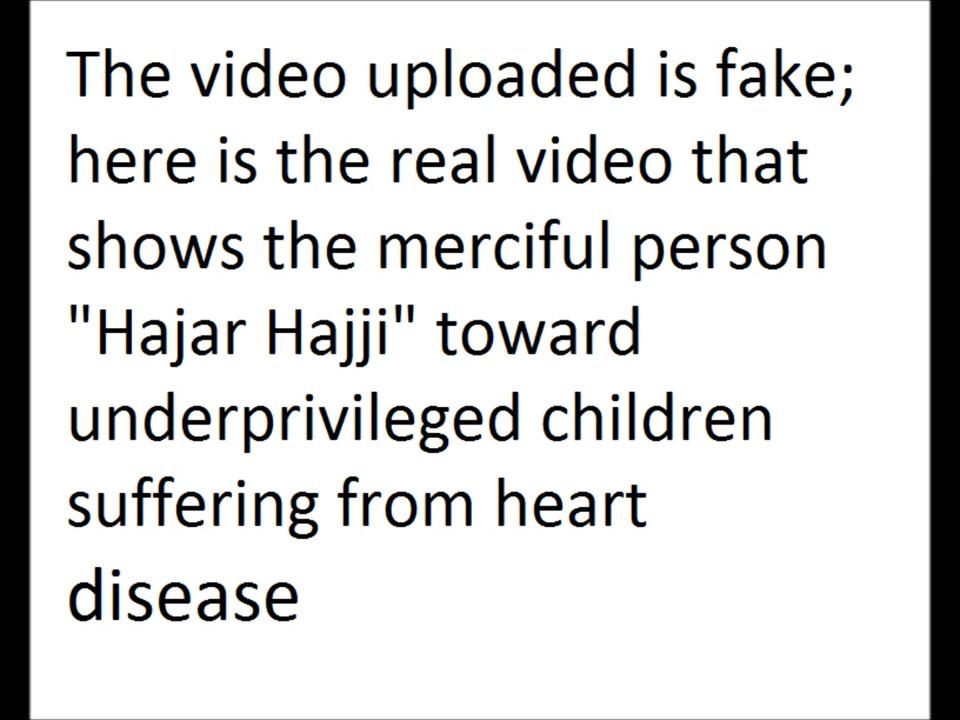 The video uploaded is fake;
here is the real video that
shows the merciful person
"Hajar Hajji" toward
underprivileged children
suffering from heart
disease